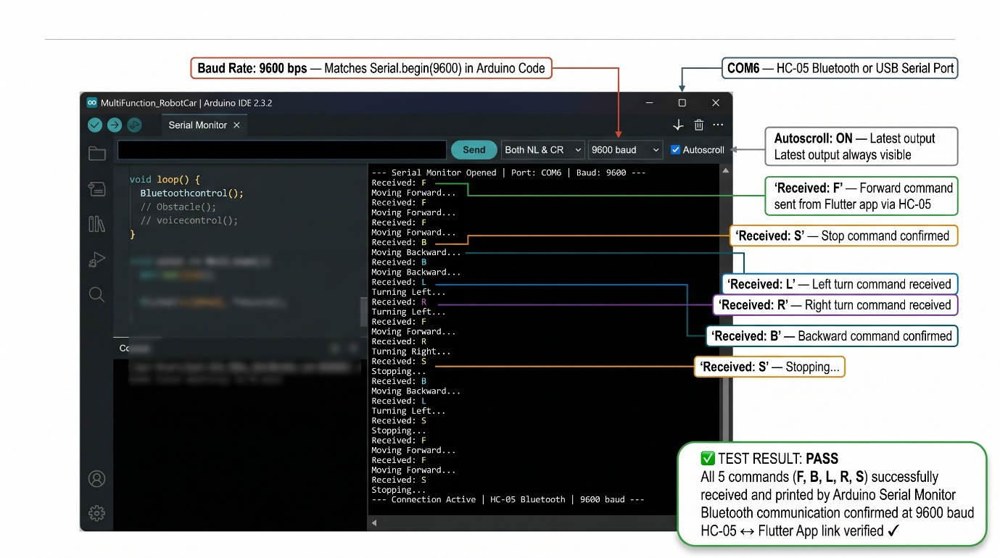 Baud Rate: 9600 bps — Matches Serial.begin(9600) in Arduino Code
COM6 — HC-05 Bluetooth or USB Serial Port
MultiFunction_RobotCar | Arduino IDE 2.3.2
Serial Monitor ×
Send
Both NL & CR
9600 baud
Autoscroll
Autoscroll: ON — Latest output
Latest output always visible
void loop() {
Bluetoothcontrol();
// Obstacle();
// voicecontrol();
}
--- Serial Monitor Opened | Port: COM6 | Baud: 9600 ---
Received: F
Moving Forward...
Received: F
Moving Forward...
Received: F
Moving Forward...
Received: B
Moving Backward...
Received: B
Moving Backward...
Received: L
Turning Left...
Received: R
Turning Left...
Received: F
Moving Forward...
Received: R
Turning Right...
Received: S
Stopping...
Received: B
Moving Backward...
Received: L
Turning Left...
Received: S
Stopping...
Received: F
Moving Forward...
Received: F
Moving Forward...
Received: S
Stopping...
--- Connection Active | HC-05 Bluetooth | 9600 baud ---
‘Received: F’ — Forward command
sent from Flutter app via HC-05
‘Received: S’ — Stop command confirmed
‘Received: L’ — Left turn command received
‘Received: R’ — Right turn command received
‘Received: B’ — Backward command confirmed
‘Received: S’ — Stopping...
✅ TEST RESULT: PASS
All 5 commands (F, B, L, R, S) successfully
received and printed by Arduino Serial Monitor
Bluetooth communication confirmed at 9600 baud
HC-05 ↔ Flutter App link verified ✓